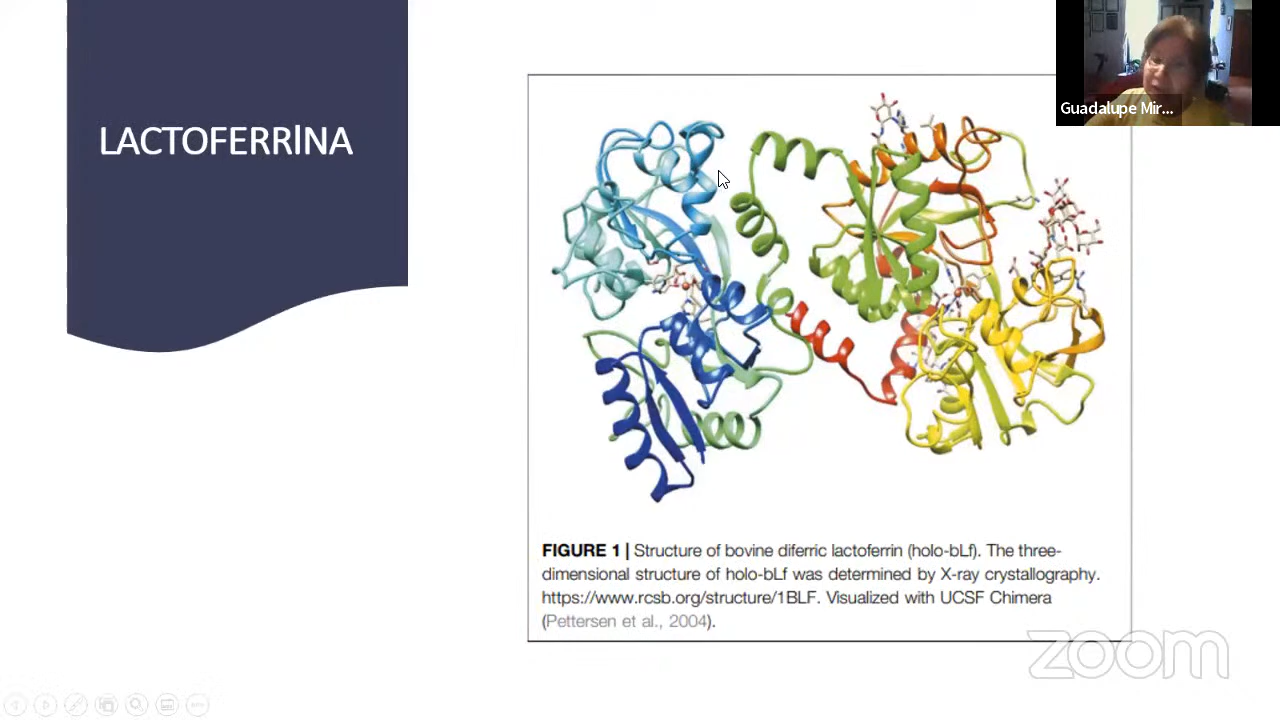 LACTOFERRINA
Guadalupe Mir...
FIGURE 1 | Structure of bovine diferric lactoferrin (holo-bLf). The three-
dimensional structure of holo-bLf was determined by X-ray crystallography.
https://www.rcsb.org/structure/1BLF. Visualized with UCSF Chimera
(Pettersen et al., 2004).
zoom